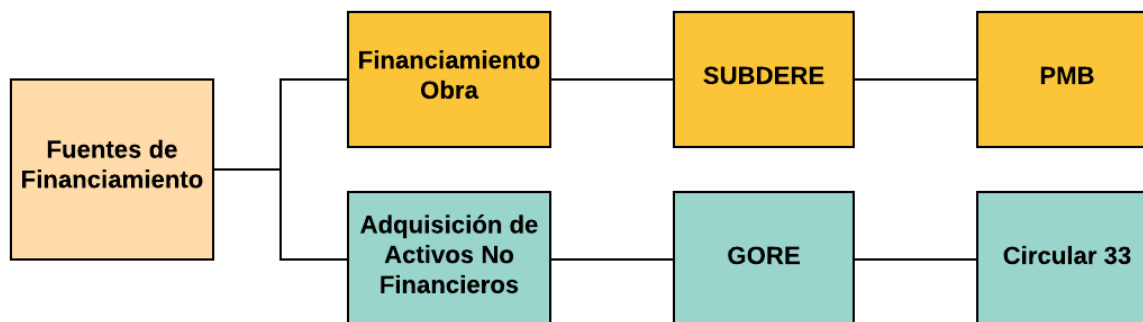 Fuentes de
Financiamiento
Financiamiento
Obra
SUBDERE
PMB
Adquisición de
Activos No
Financieros
GORE
Circular 33